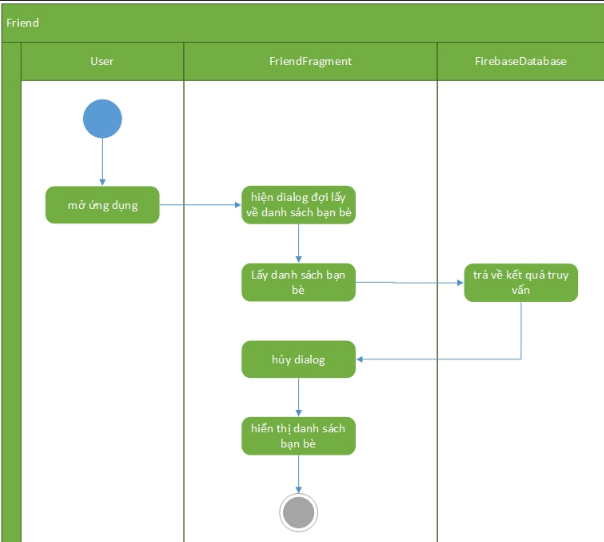 Friend
User
FriendFragment
FirebaseDatabase
mở ứng dụng
hiện dialog đợi lấy
về danh sách bạn bè
Lấy danh sách bạn
bè
trả về kết quả truy
vấn
hủy dialog
hiển thị danh sách
bạn bè